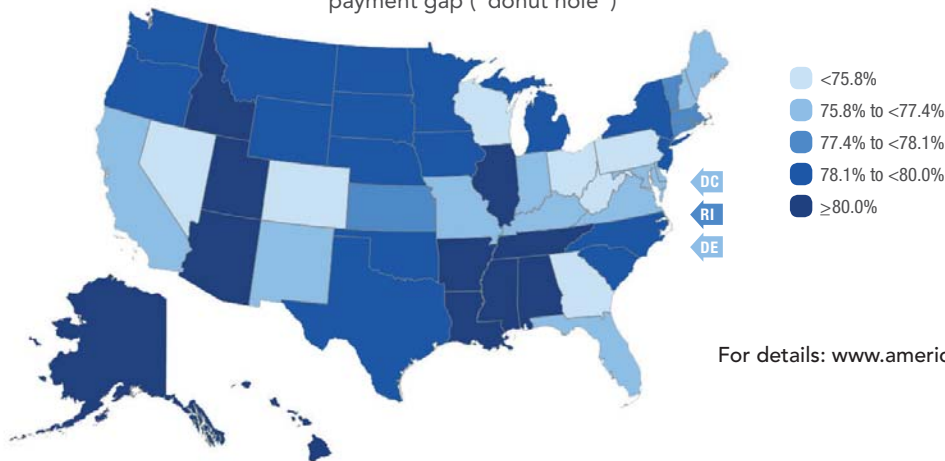 payment gap ("donut hole")
<75.8%
75.8% to <77.4%
77.4% to <78.1%
78.1% to <80.0%
≥80.0%
DC
RI
DE
For details: www.americ